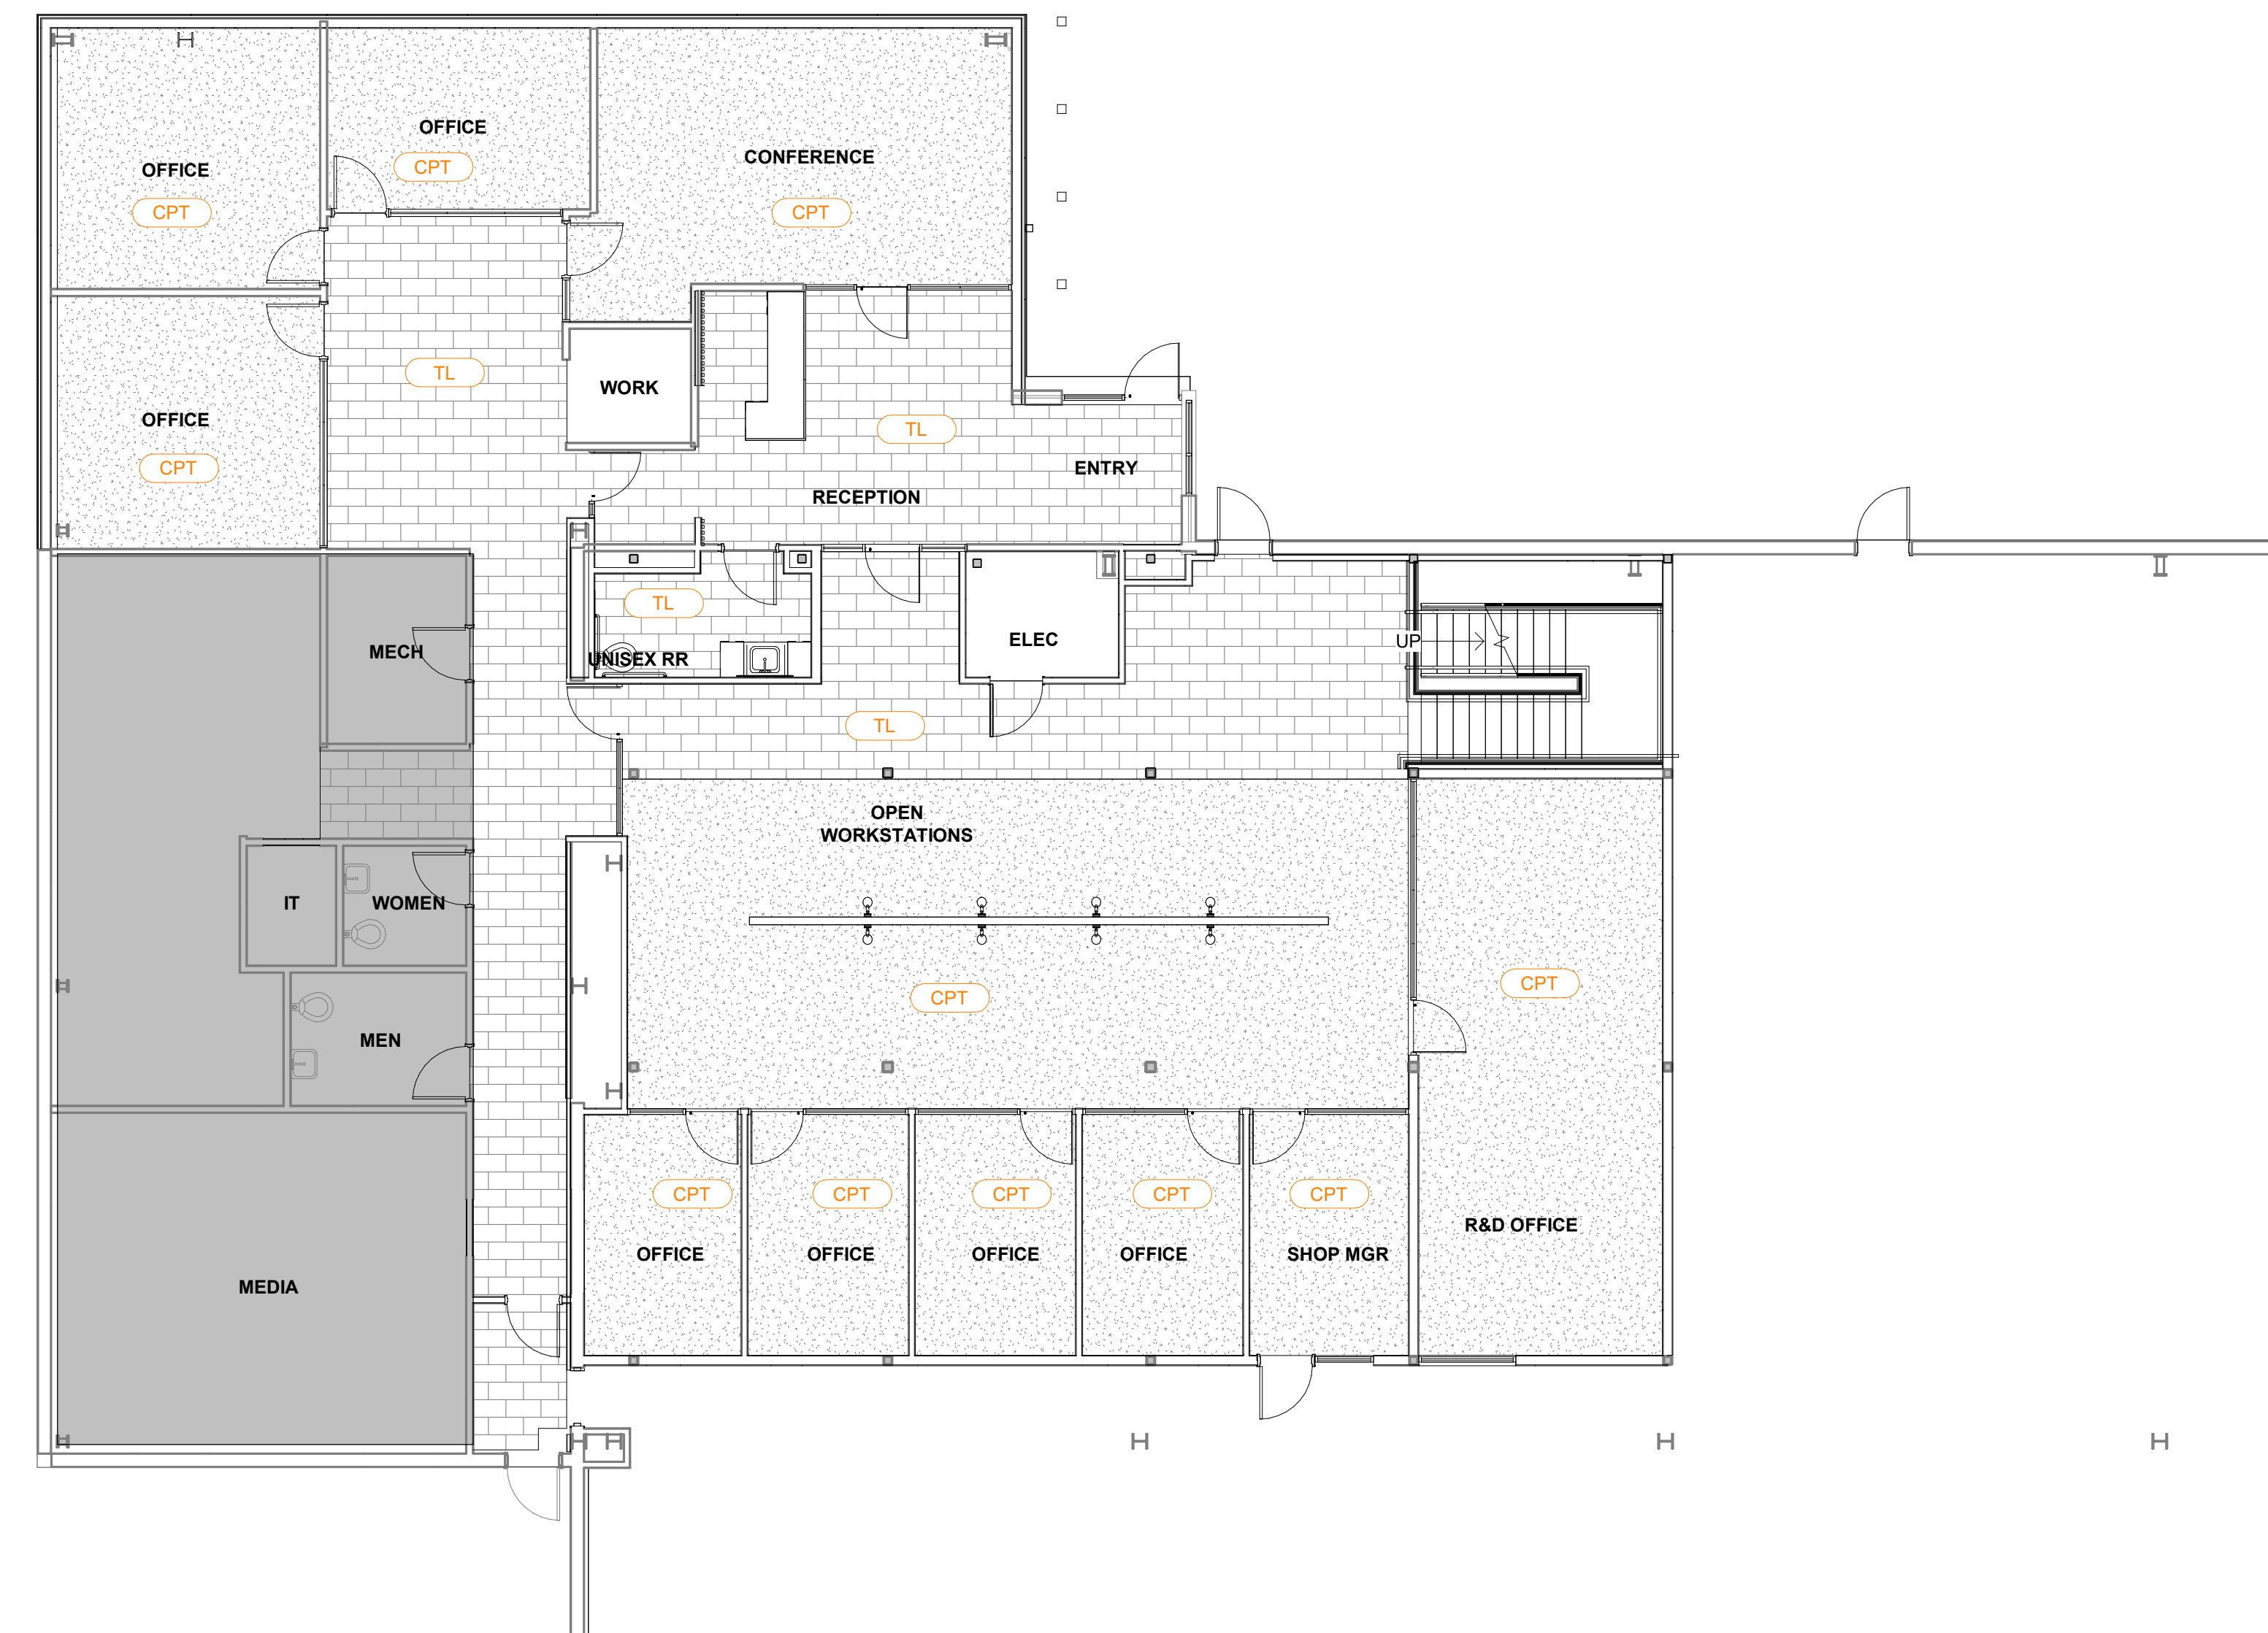 OFFICE
CPT
CONFERENCE
OFFICE
CPT
CPT
TL
WORK
OFFICE
TL
CPT
ENTRY
RECEPTION
TL
ELEC
UP
MECH
UNISEX RR
TL
OPEN
WORKSTATIONS
IT
WOMEN
CPT
CPT
MEN
CPT
CPT
CPT
CPT
CPT
R&D OFFICE
OFFICE
OFFICE
OFFICE
OFFICE
SHOP MGR
MEDIA